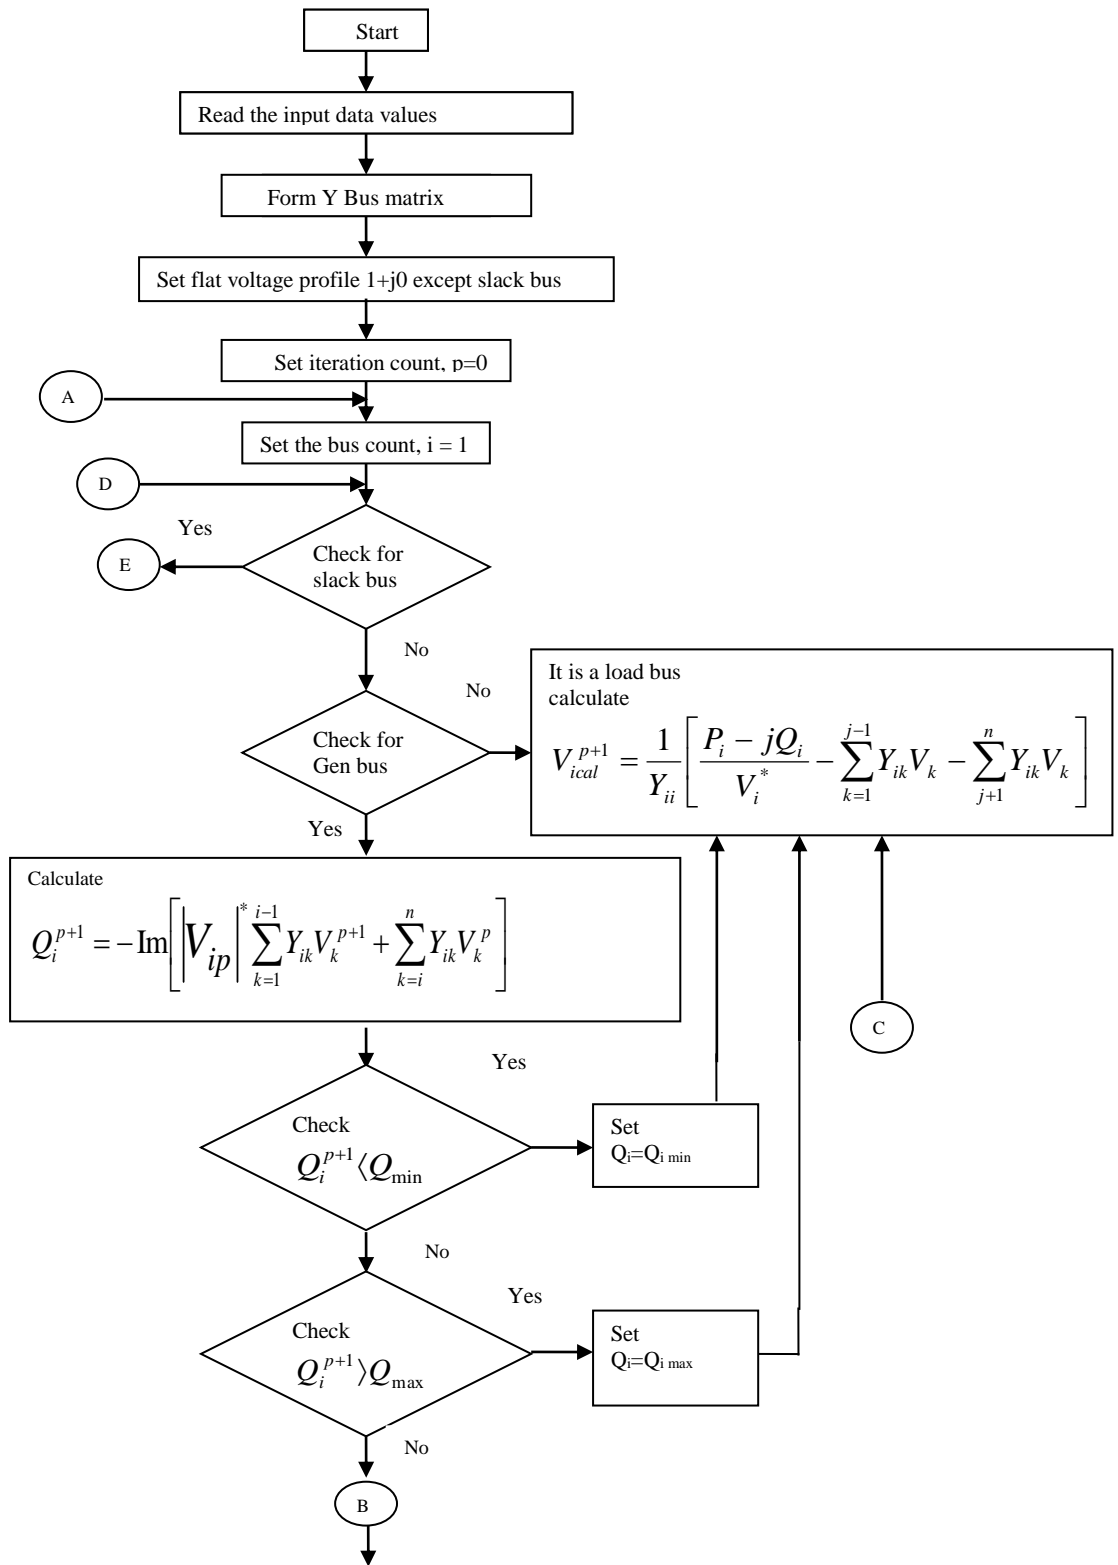 Start
Read the input data values
Form Y Bus matrix
Set flat voltage profile 1+j0 except slack bus
Set iteration count, p=0
A
Set the bus count, i = 1
D
Yes
E
Check for
slack bus
No
No
It is a load bus
calculate
V_{ical}^{p+1} = \frac{1}{Y_{ii}} \left[ \frac{P_i - jQ_i}{V_i^*} - \sum_{k=1}^{j-1} Y_{ik} V_k - \sum_{j+1}^{n} Y_{ik} V_k \right]
Check for
Gen bus
Yes
Calculate
Q_i^{p+1} = -\text{Im} \left[ |V_{ip}|^* \sum_{k=1}^{i-1} Y_{ik} V_k^{p+1} + \sum_{k=i}^{n} Y_{ik} V_k^p \right]
C
Yes
Check
Q_i^{p+1} ⟨ Q_{min}
Set
Q_i=Q_{i min}
No
Yes
Check
Q_i^{p+1} ⟩ Q_{max}
Set
Q_i=Q_{i max}
No
B